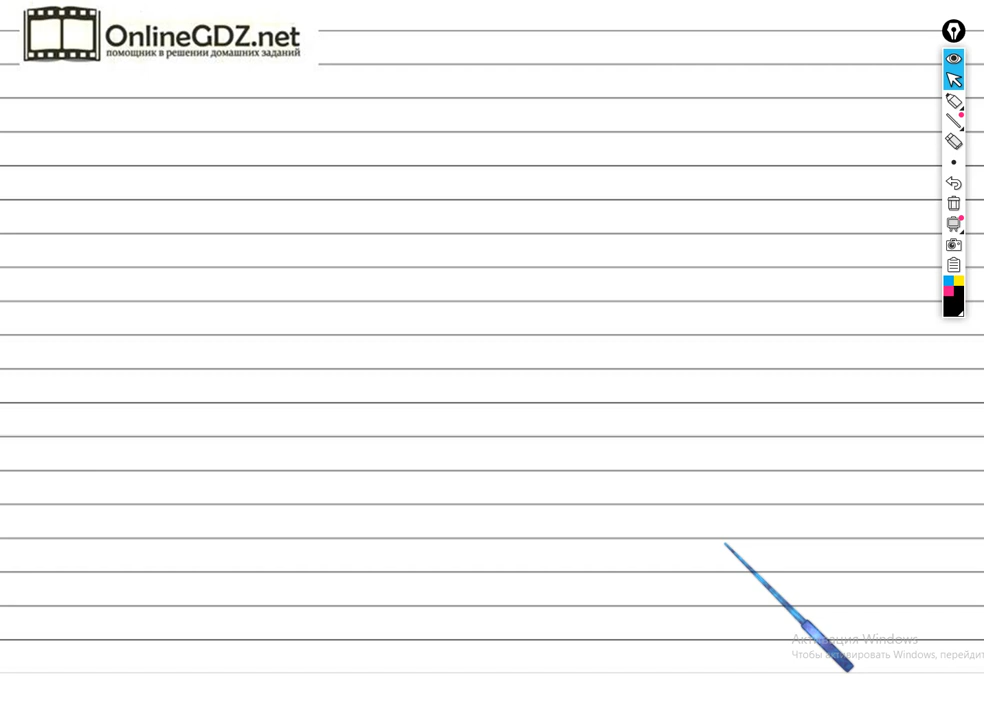 OnlineGDZ.net
помощник в решении домашних заданий
Активация Windows
Чтобы активировать Windows, перейдит